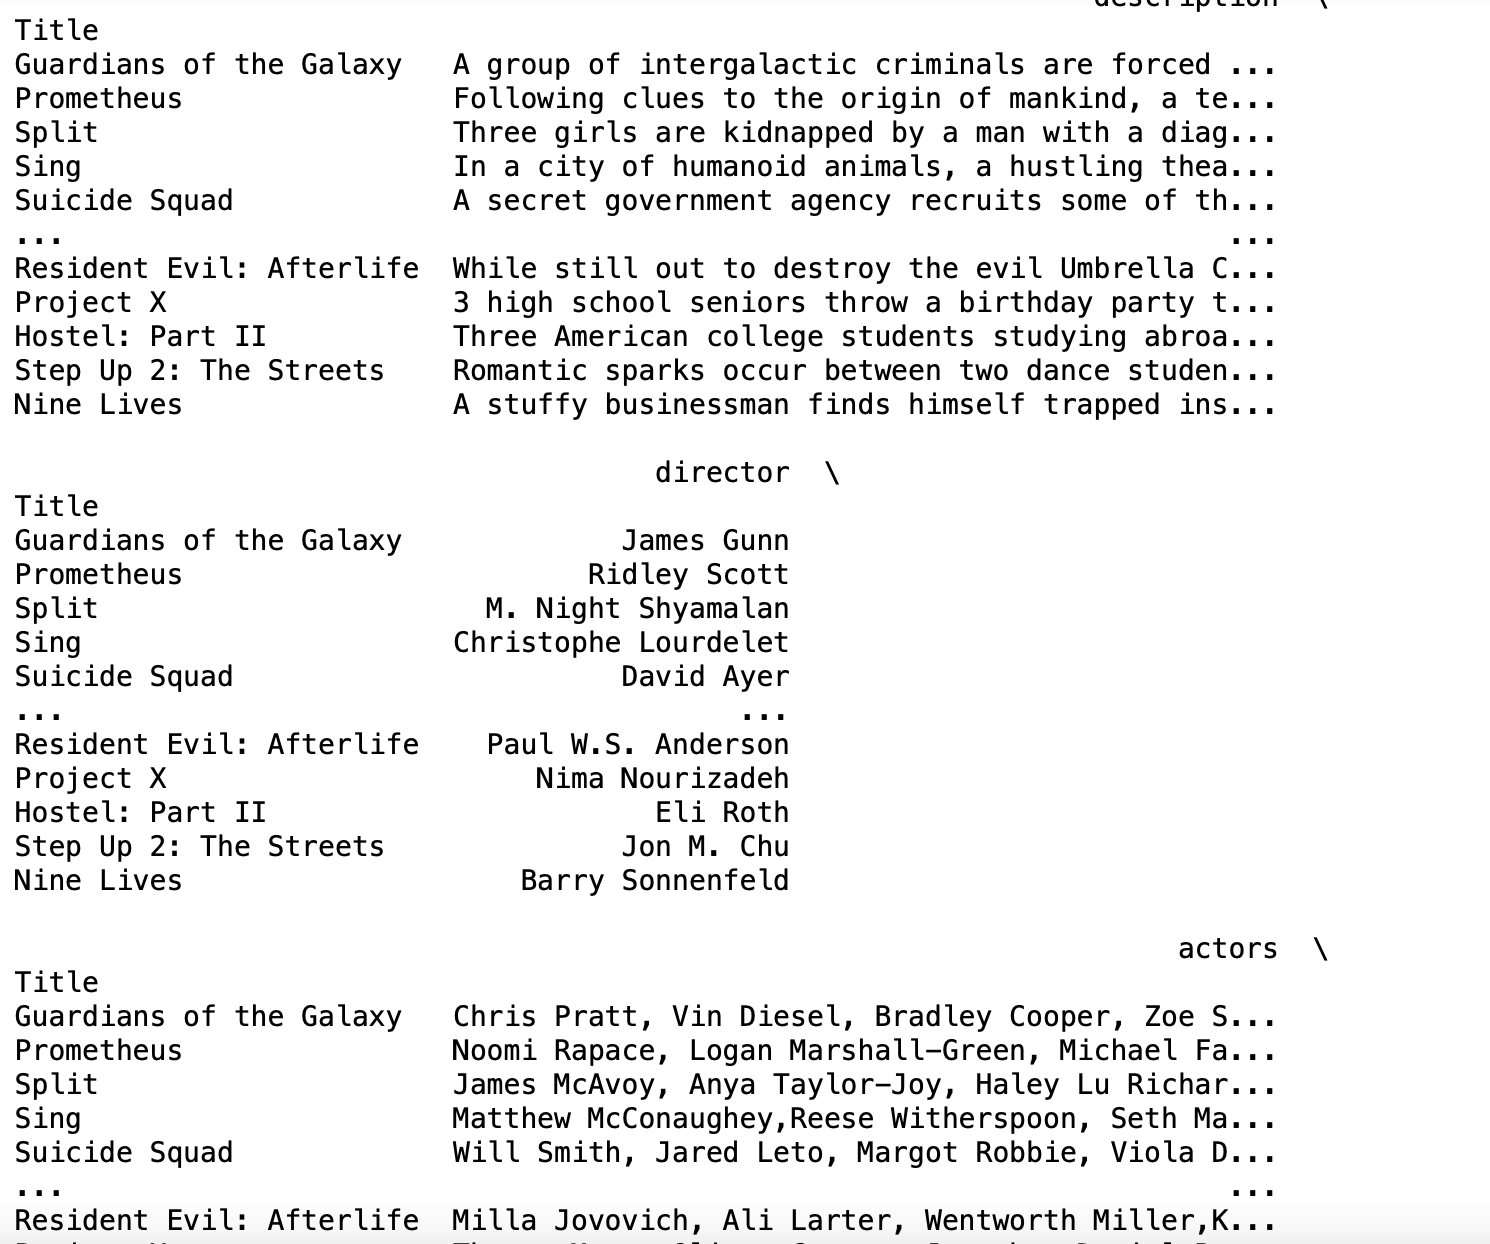 description \
Title
Guardians of the Galaxy A group of intergalactic criminals are forced ...
Prometheus Following clues to the origin of mankind, a te...
Split Three girls are kidnapped by a man with a diag...
Sing In a city of humanoid animals, a hustling thea...
Suicide Squad A secret government agency recruits some of th...
... ...
Resident Evil: Afterlife While still out to destroy the evil Umbrella C...
Project X 3 high school seniors throw a birthday party t...
Hostel: Part II Three American college students studying abroa...
Step Up 2: The Streets Romantic sparks occur between two dance studen...
Nine Lives A stuffy businessman finds himself trapped ins...
director \
Title
Guardians of the Galaxy James Gunn
Prometheus Ridley Scott
Split M. Night Shyamalan
Sing Christophe Lourdelet
Suicide Squad David Ayer
... ...
Resident Evil: Afterlife Paul W.S. Anderson
Project X Nima Nourizadeh
Hostel: Part II Eli Roth
Step Up 2: The Streets Jon M. Chu
Nine Lives Barry Sonnenfeld
actors \
Title
Guardians of the Galaxy Chris Pratt, Vin Diesel, Bradley Cooper, Zoe S...
Prometheus Noomi Rapace, Logan Marshall-Green, Michael Fa...
Split James McAvoy, Anya Taylor-Joy, Haley Lu Richar...
Sing Matthew McConaughey,Reese Witherspoon, Seth Ma...
Suicide Squad Will Smith, Jared Leto, Margot Robbie, Viola D...
... ...
Resident Evil: Afterlife Milla Jovovich, Ali Larter, Wentworth Miller,K...